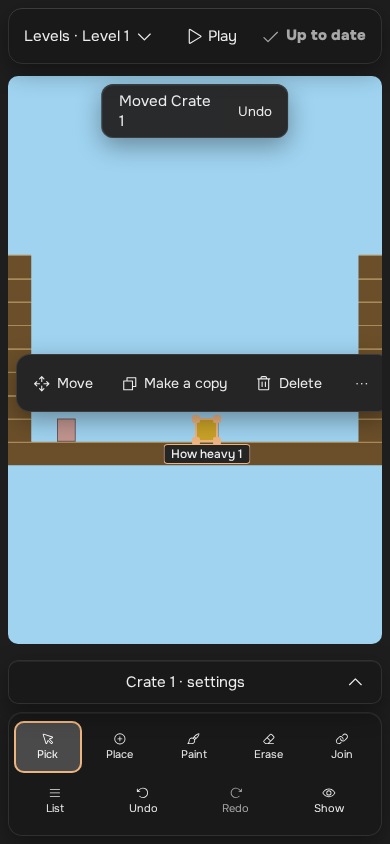 Levels · Level 1
Play
Up to date
Moved Crate
1
Undo
Move
Make a copy
Delete
...
How heavy 1
Crate 1 · settings
Pick
Place
Paint
Erase
Join
List
Undo
Redo
Show